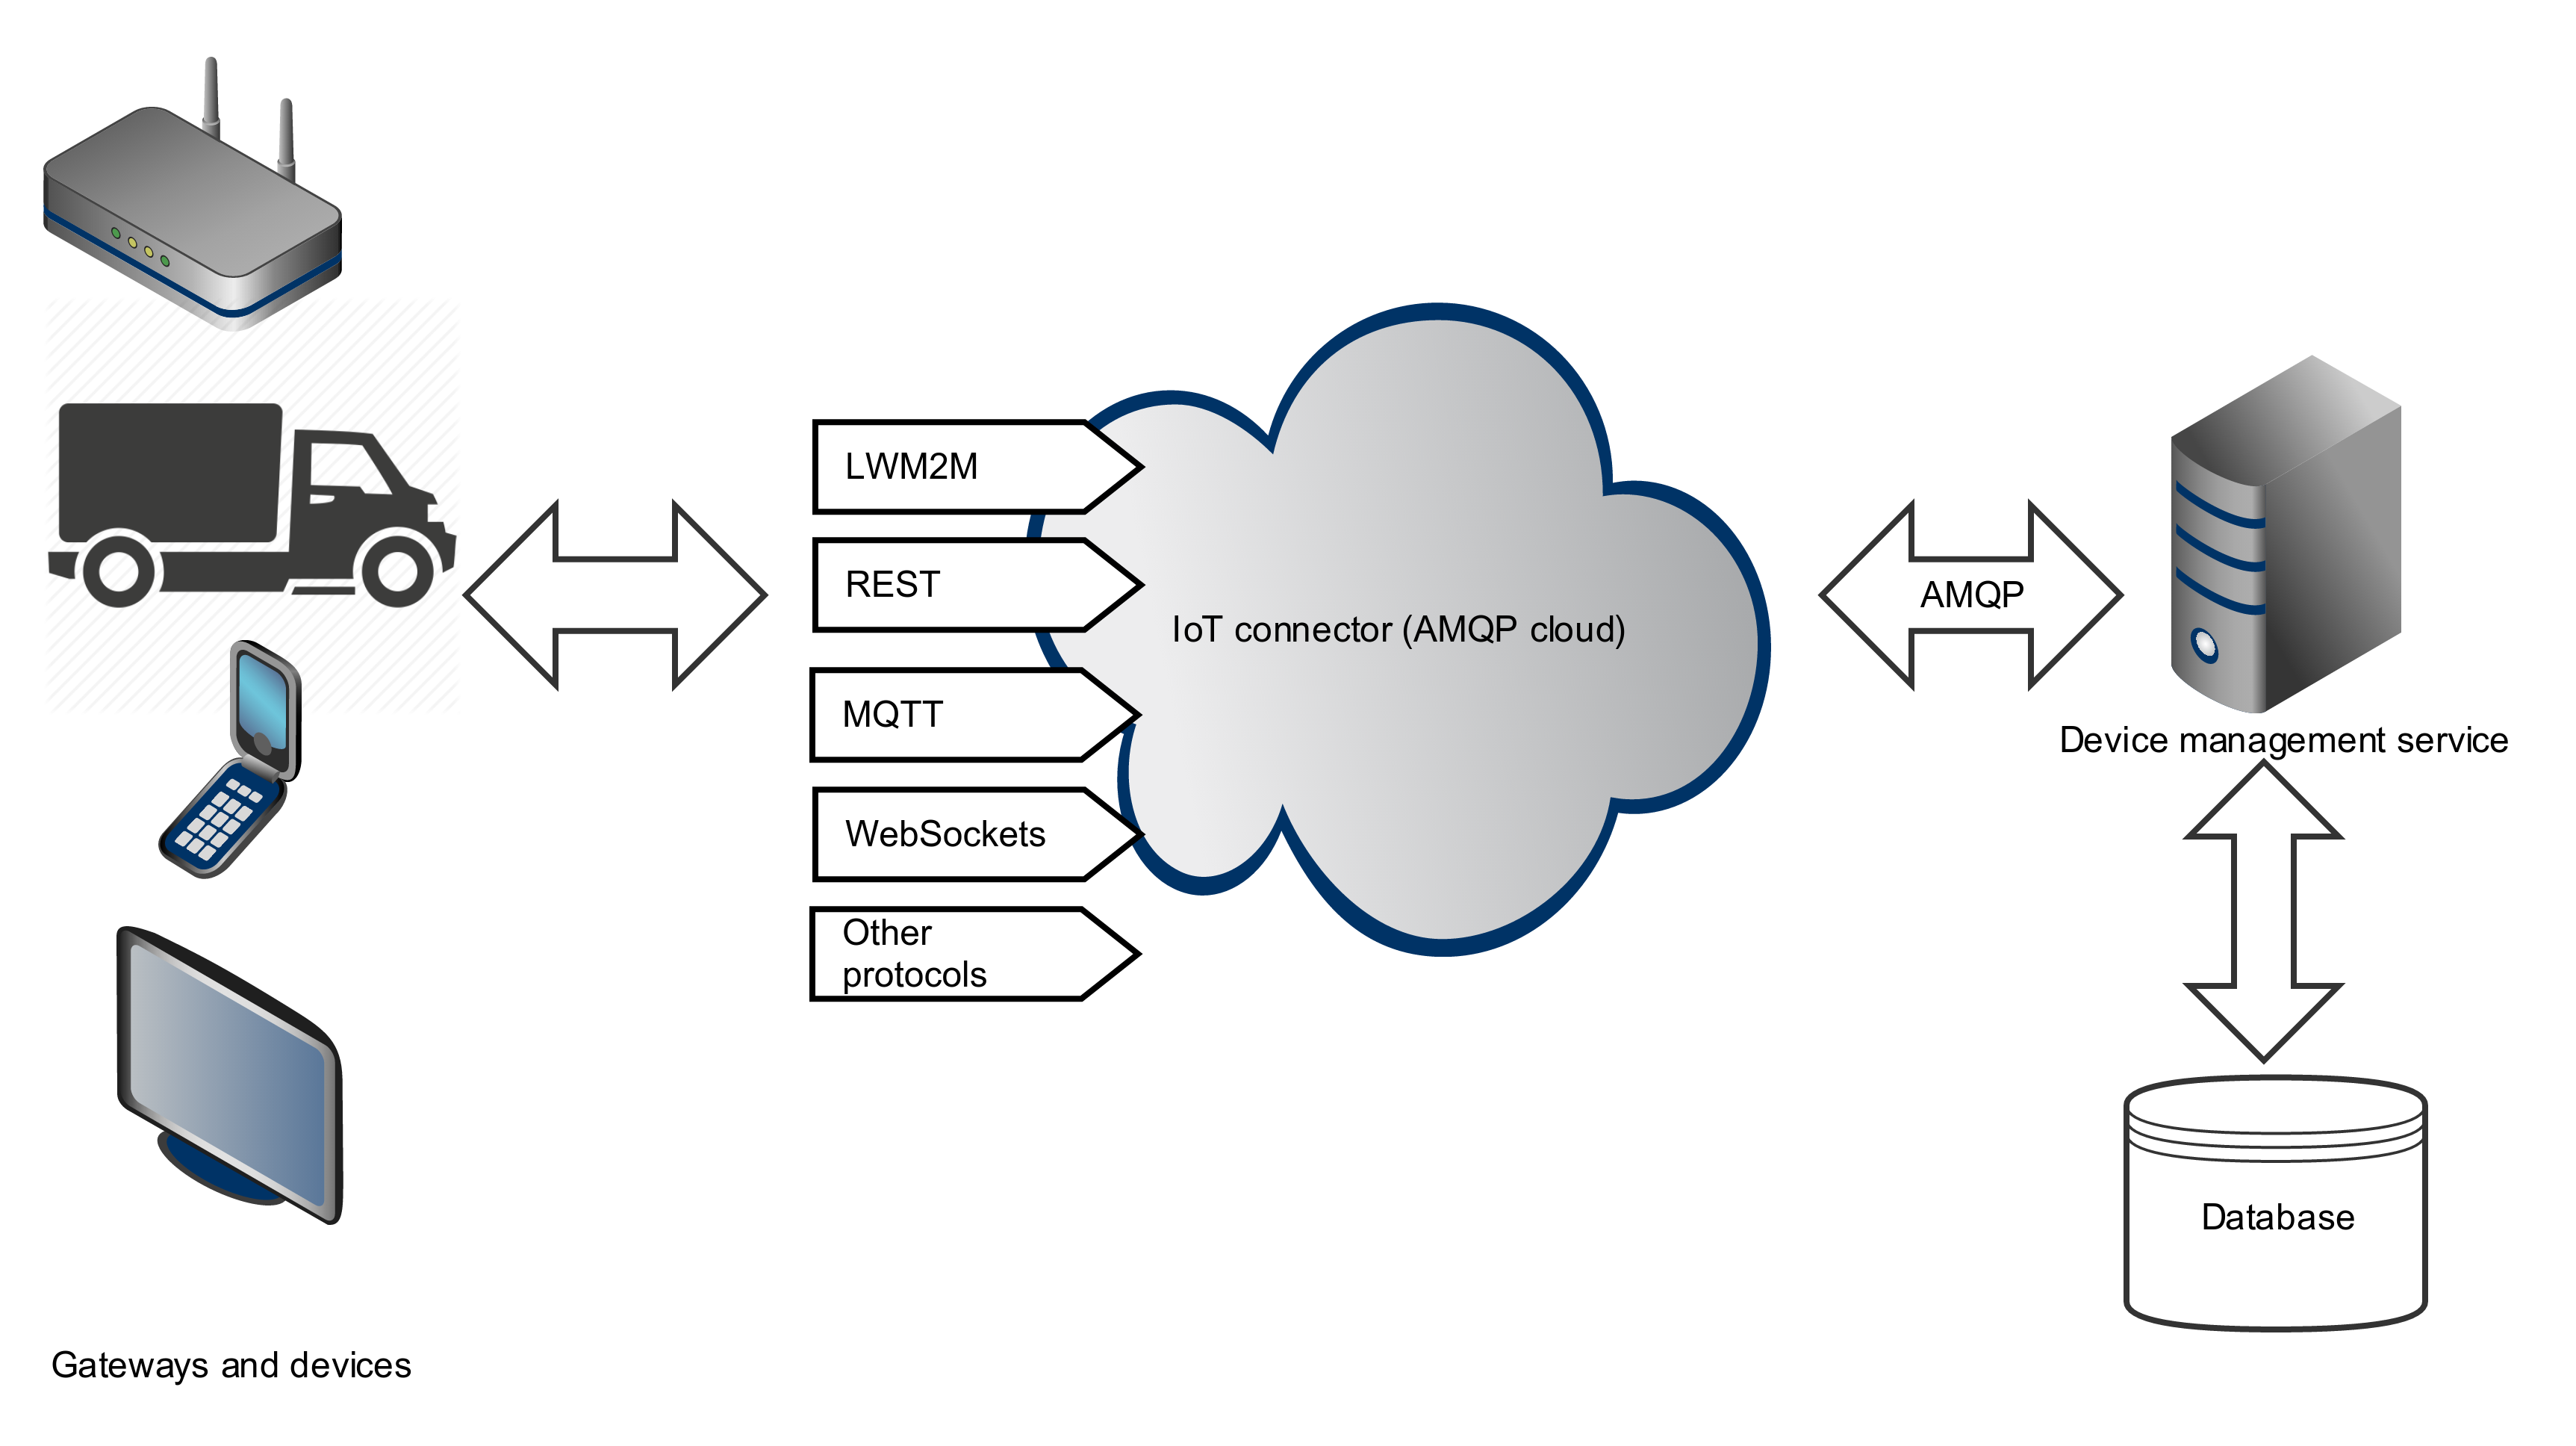 LWM2M
REST
MQTT
WebSockets
Other
protocols
IoT connector (AMQP cloud)
AMQP
Device management service
Database
Gateways and devices